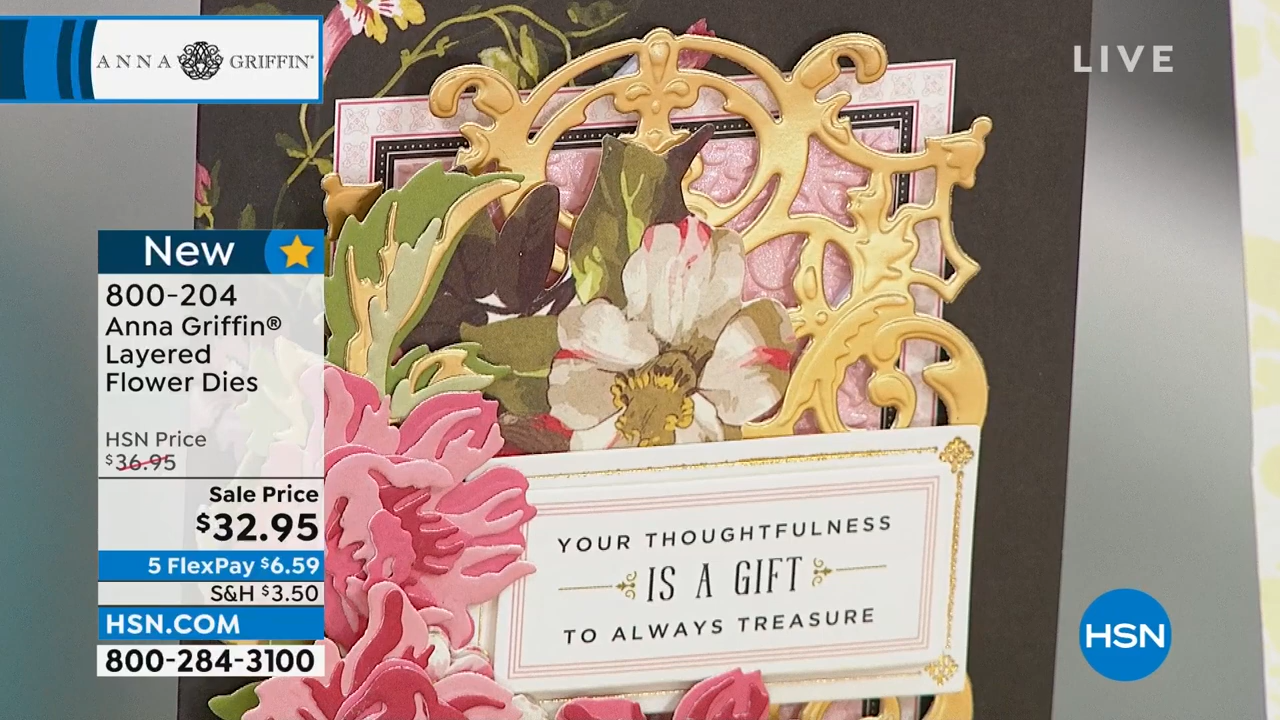 ANNA GRIFFIN®
LIVE
New
800-204
Anna Griffin®
Layered
Flower Dies
HSN Price
$36.95
Sale Price
$32.95
5 FlexPay $6.59
S&H $3.50
HSN.COM
800-284-3100
YOUR THOUGHTFULNESS
IS A GIFT
TO ALWAYS TREASURE
HSN